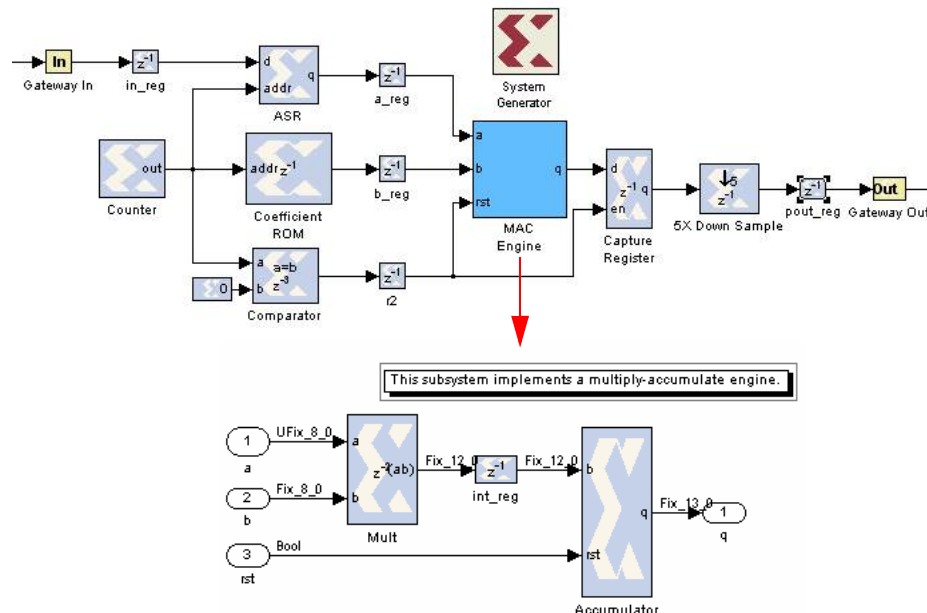 In
Gateway In
z-1
in_reg
d
q
addr
ASR
z-1
a_reg
System
Generator
out
Counter
addr z-1
Coefficient
ROM
z-1
b_reg
a
b
q
rst
MAC
Engine
d
z-1 q
en
Capture
Register
↓5
z-1
5X Down Sample
z-1
pout_reg
Out
Gateway Out
0
a
a=b
b
z-3
Comparator
z-1
r2
This subsystem implements a multiply-accumulate engine.
1
a
UFix_8_0
2
b
Fix_8_0
3
rst
Bool
a
(ab)
b
Mult
Fix_12_0
z-1
int_reg
Fix_12_0
b
q
rst
Accumulator
Fix_13_0
1
q